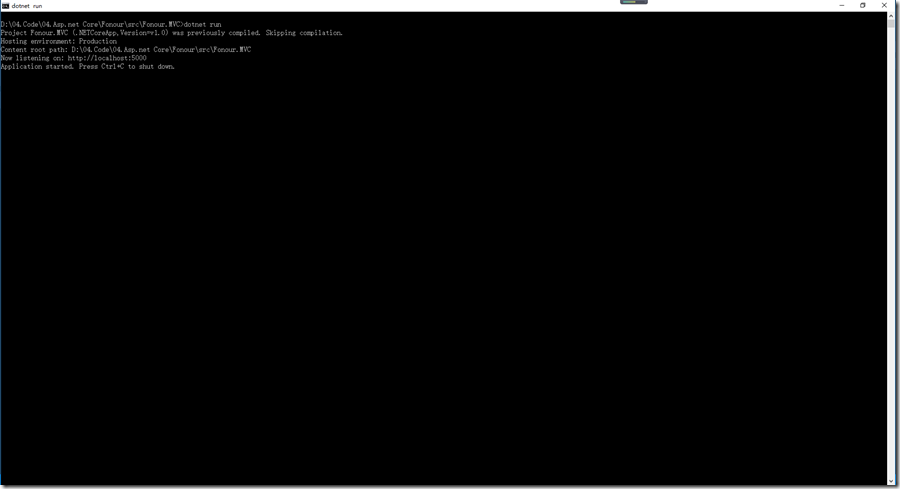 dotnet run
D:\04.Code\04.Asp.net Core\Fonour\src\Fonour.MVC>dotnet run
Project Fonour.MVC (.NETCoreApp,Version=v1.0) was previously compiled. Skipping compilation.
Hosting environment: Production
Content root path: D:\04.Code\04.Asp.net Core\Fonour\src\Fonour.MVC
Now listening on: http://localhost:5000
Application started. Press Ctrl+C to shut down.